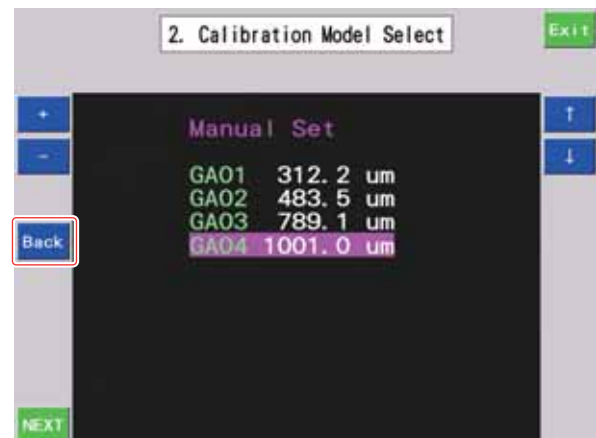 2. Calibration Model Select
Exit
+
↑
Manual Set
-
↓
GA01 312.2 um
GA02 483.5 um
GA03 789.1 um
Back
GA04 1001.0 um
NEXT